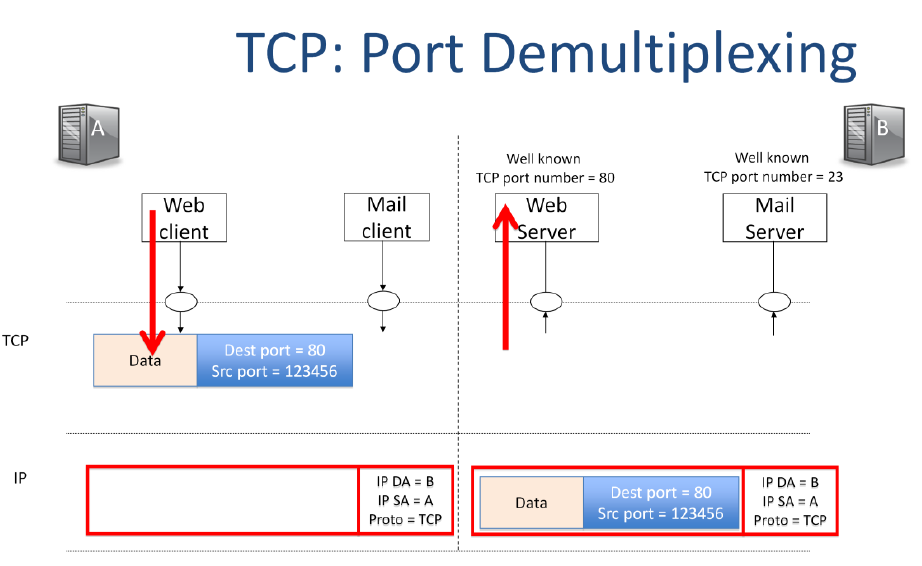 TCP: Port Demultiplexing
A
B
Well known
TCP port number = 80
Well known
TCP port number = 23
Web
client
Mail
client
Web
Server
Mail
Server
TCP
Data
Dest port = 80
Src port = 123456
IP
IP DA = B
IP SA = A
Proto = TCP
Data
Dest port = 80
Src port = 123456
IP DA = B
IP SA = A
Proto = TCP